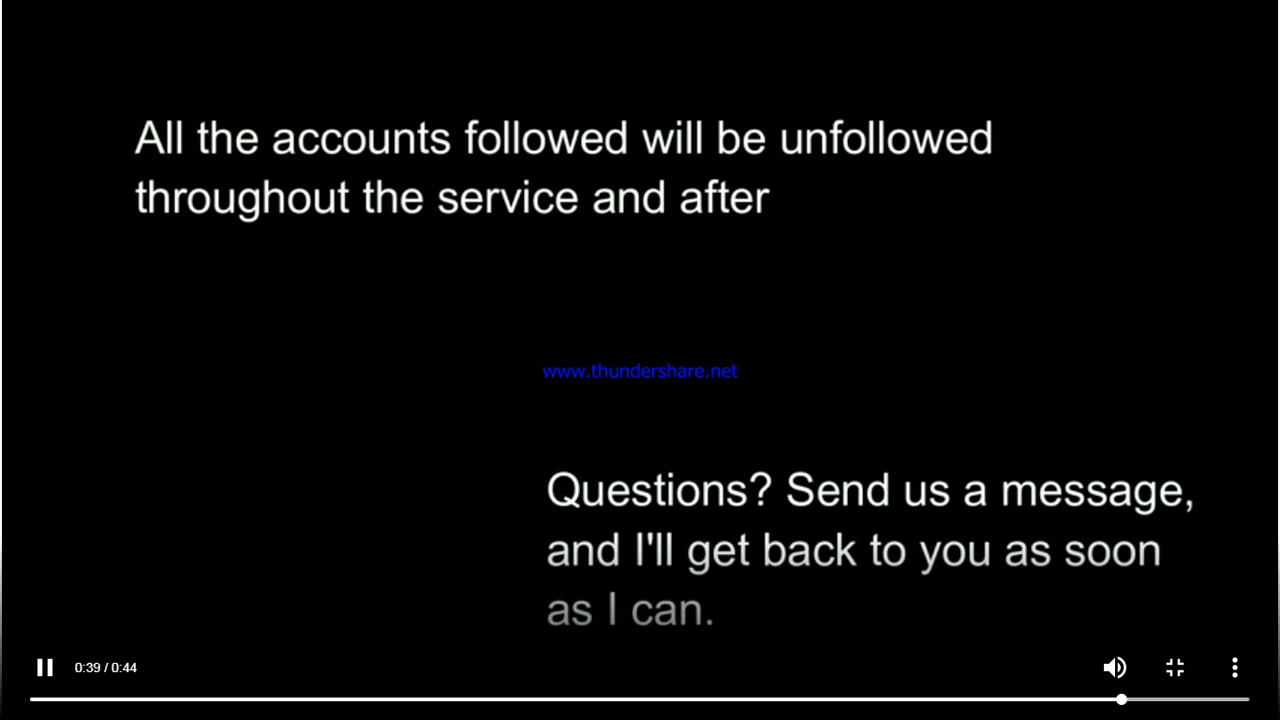 All the accounts followed will be unfollowed
throughout the service and after
www.thundershare.net
Questions? Send us a message,
and I'll get back to you as soon
as I can.
0:39 / 0:44